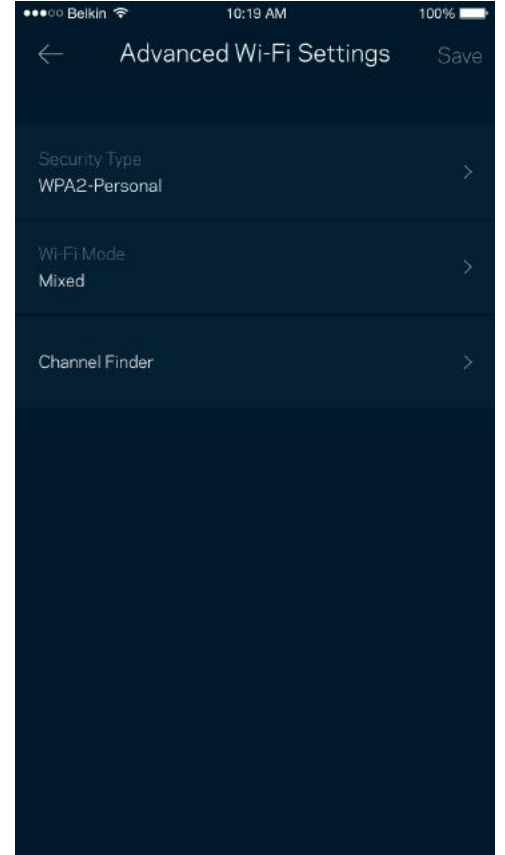 Belkin 10:19 AM 100%
Advanced Wi-Fi Settings Save
Security Type
WPA2-Personal
Wi-Fi Mode
Mixed
Channel Finder